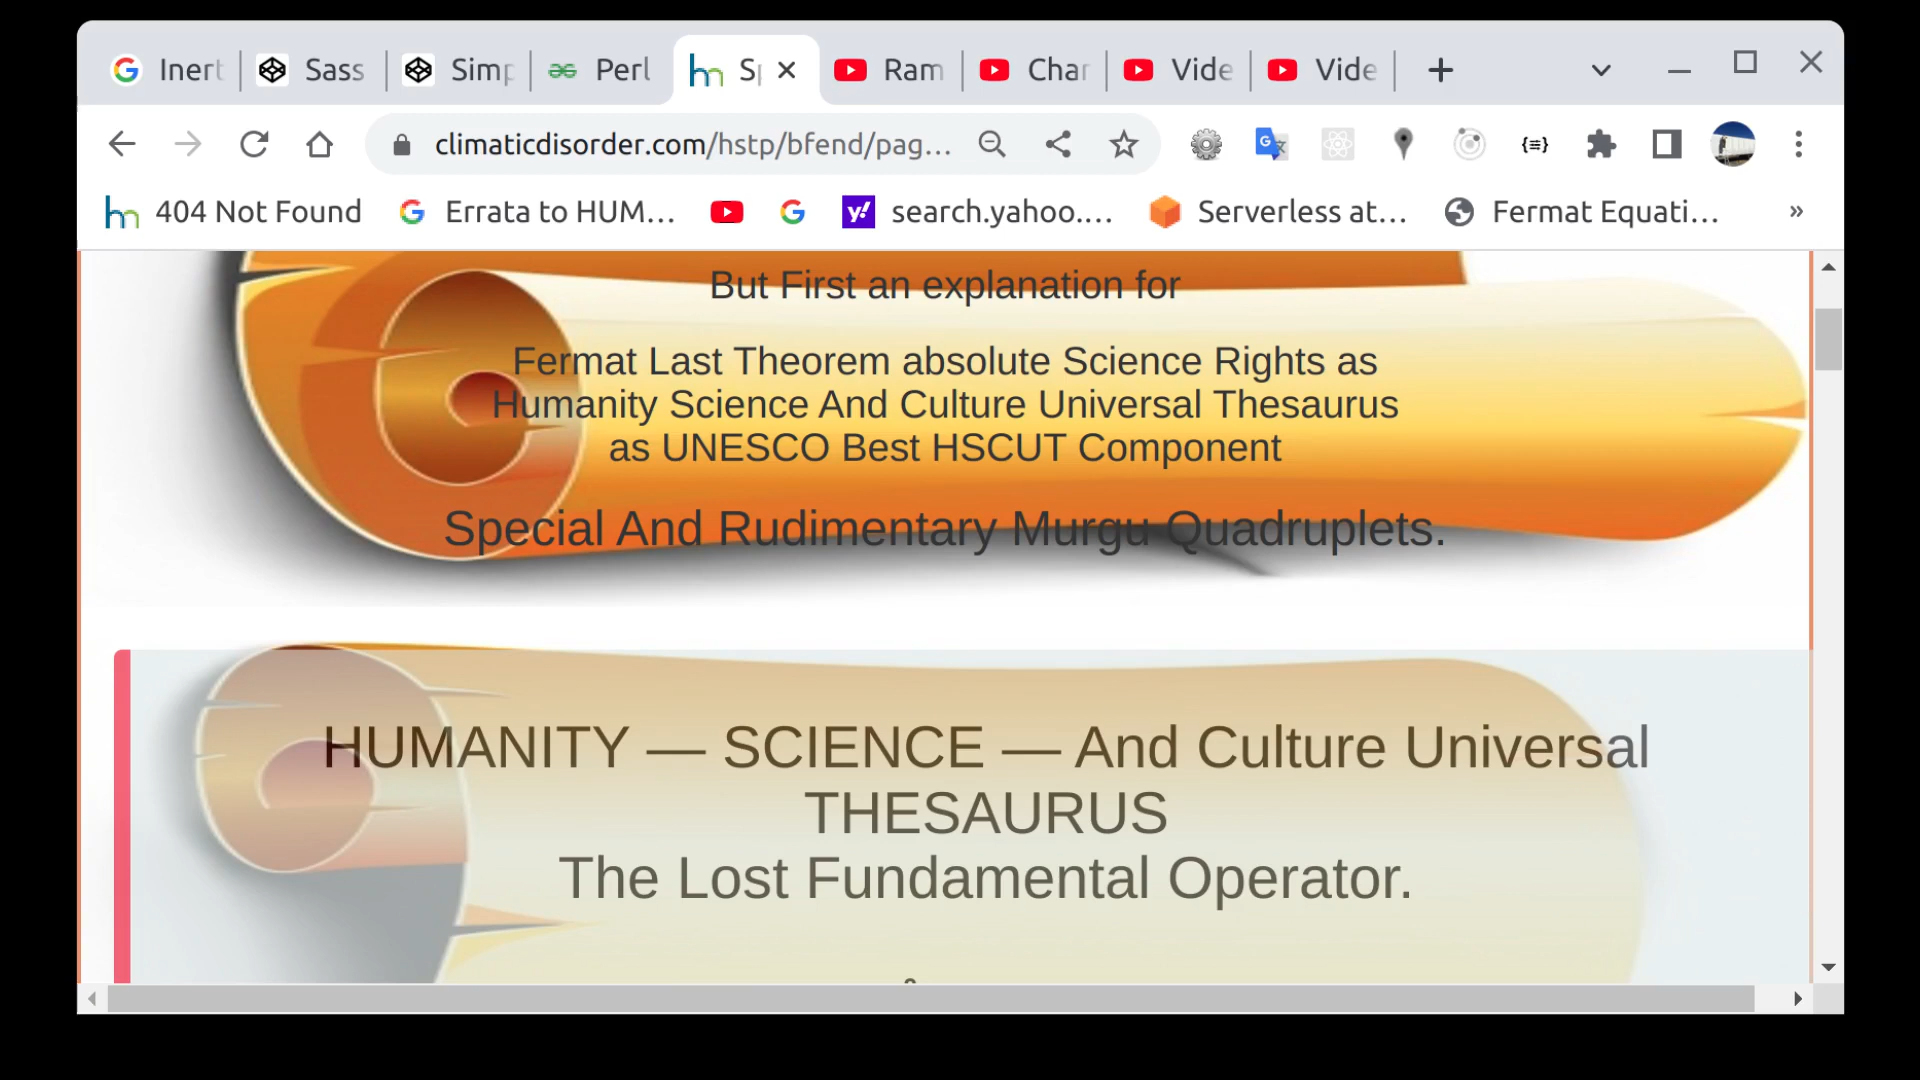 Inert
Sass
Simp
Perl
Sp
Ram
Char
Vide
Vide
climaticdisorder.com/hstp/bfend/pag...
404 Not Found
Errata to HUM...
search.yahoo....
Serverless at...
Fermat Equati...
»
But First an explanation for
Fermat Last Theorem absolute Science Rights as
Humanity Science And Culture Universal Thesaurus
as UNESCO Best HSCUT Component
Special And Rudimentary Murgu Quadruplets.
HUMANITY — SCIENCE — And Culture Universal
THESAURUS
The Lost Fundamental Operator.